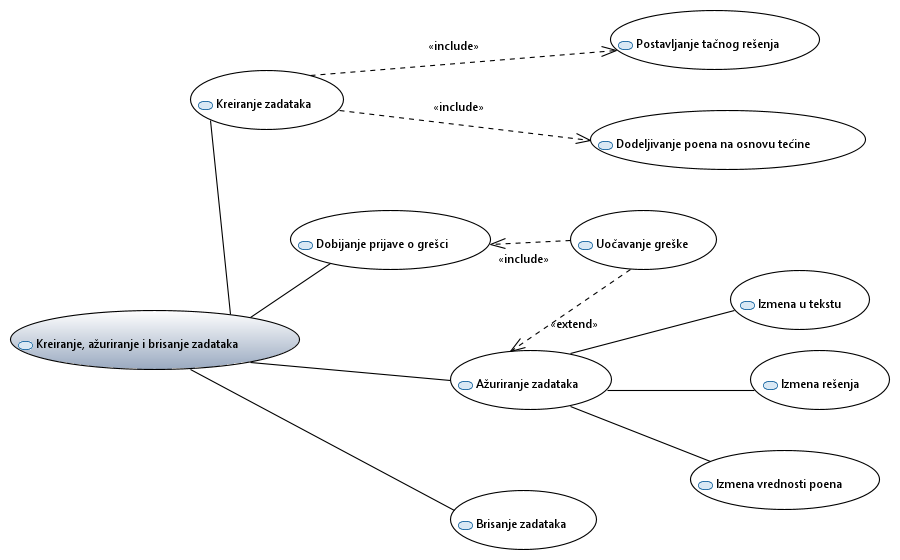 Postavljanje tačnog rešenja
«include»
Kreiranje zadataka
«include»
Dodeljivanje poena na osnovu tećine
Dobijanje prijave o grešci
Uočavanje greške
«include»
Izmena u tekstu
«extend»
Kreiranje, ažuriranje i brisanje zadataka
Ažuriranje zadataka
Izmena rešenja
Izmena vrednosti poena
Brisanje zadataka